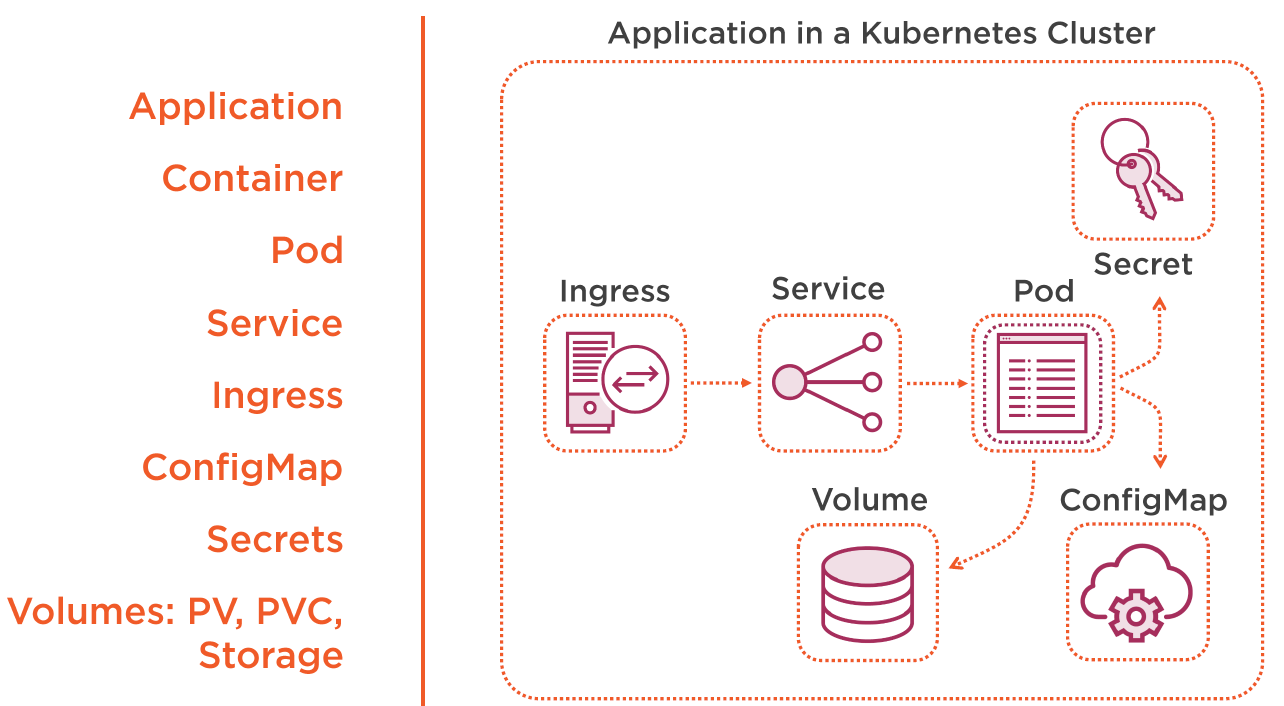 Application
Container
Pod
Service
Ingress
ConfigMap
Secrets
Volumes: PV, PVC,
Storage
Application in a Kubernetes Cluster
Secret
Ingress
Service
Pod
Volume
ConfigMap